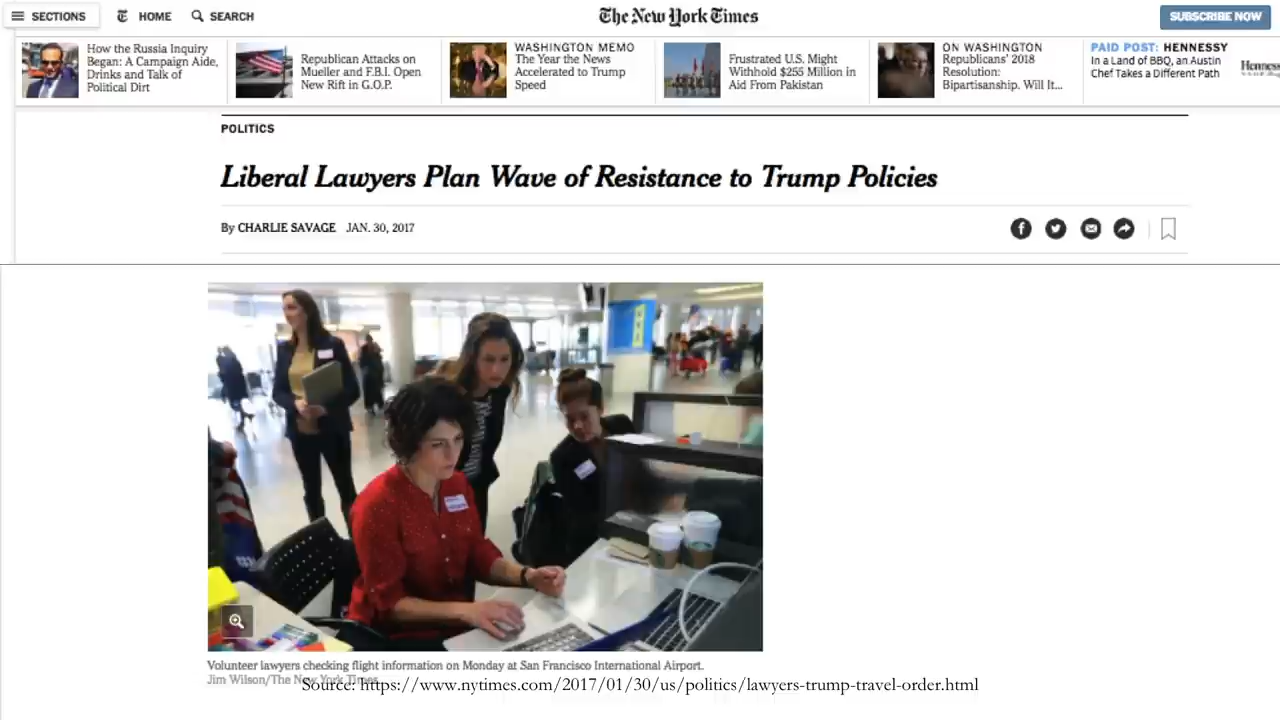 SECTIONS HOME SEARCH The New York Times SUBSCRIBE NOW
How the Russia Inquiry
Began: A Campaign Aide,
Drinks and Talk of
Political Dirt
Republican Attacks on
Mueller and F.B.I. Open
New Rift in G.O.P.
WASHINGTON MEMO
The Year the News
Accelerated to Trump
Speed
Frustrated U.S. Might
Withhold $255 Million in
Aid From Pakistan
ON WASHINGTON
Republicans' 2018
Resolution:
Bipartisanship. Will It...
PAID POST: HENNESSY
In a Land of BBQ, an Austin
Chef Takes a Different Path
POLITICS
Liberal Lawyers Plan Wave of Resistance to Trump Policies
By CHARLIE SAVAGE JAN. 30, 2017
Volunteer lawyers checking flight information on Monday at San Francisco International Airport.
Jim Wilson/The New York Times
Source: https://www.nytimes.com/2017/01/30/us/politics/lawyers-trump-travel-order.html